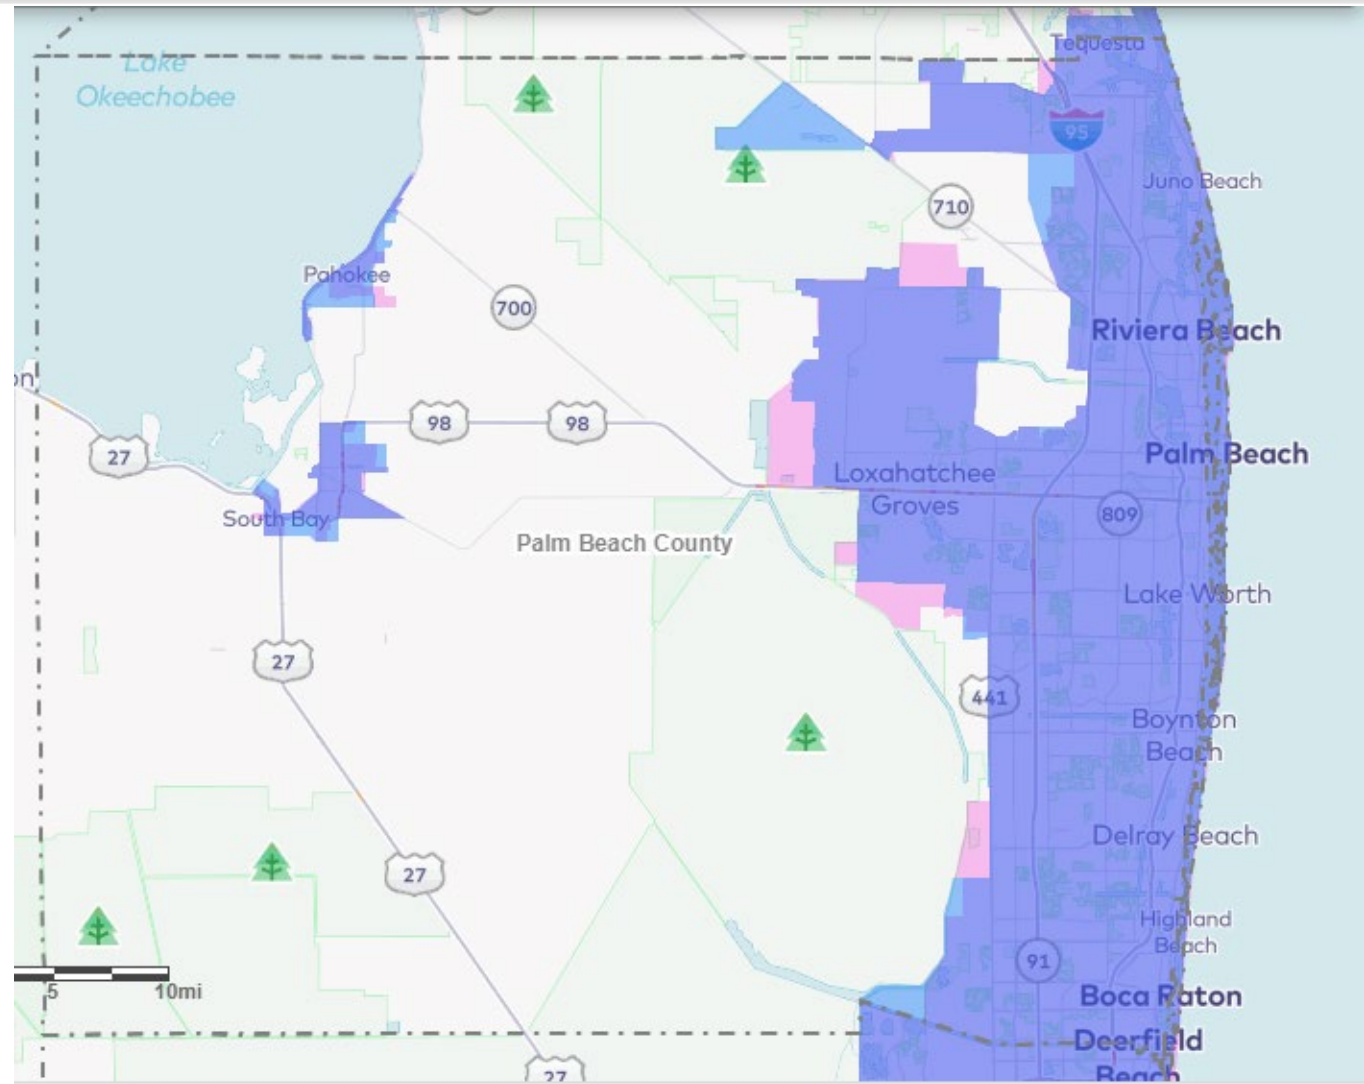 Tequesta
Lake
Okeechobee
95
Juno Beach
710
Pahokee
700
Riviera Beach
on
98
98
27
Palm Beach
Loxahatchee
Groves
809
South Bay
Palm Beach County
Lake Worth
27
441
Boynton
Beach
Delray Beach
27
Highland
Beach
91
5
10mi
Boca Raton
Deerfield
Beach
27